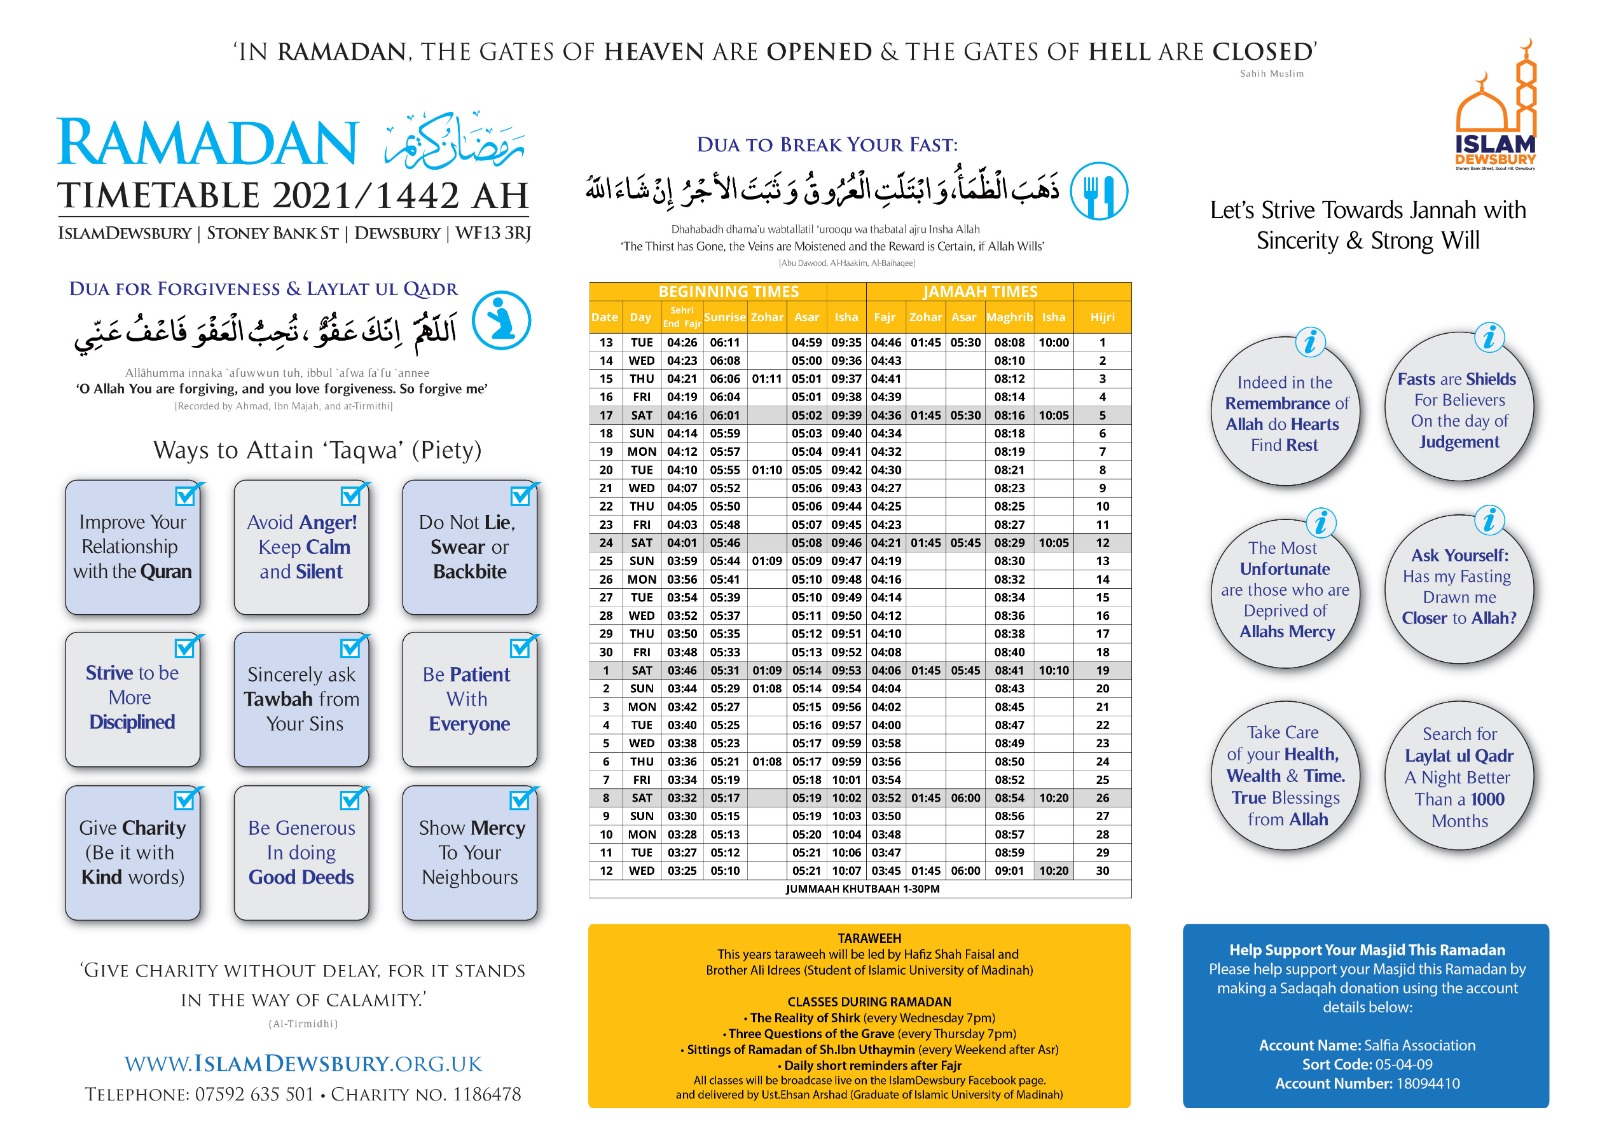 ‘IN RAMADAN, THE GATES OF HEAVEN ARE OPENED & THE GATES OF HELL ARE CLOSED’
Sahih Muslim
RAMADAN رمضان كريم
TIMETABLE 2021/1442 AH
ISLAMDEWSBURY | STONEY BANK ST | DEWSBURY | WF13 3RJ
DUA FOR FORGIVENESS & LAYLAT UL QADR
اَللّٰهُمَّ اِنَّكَ عَفُوٌّ ، تُحِبُّ الْعَفْوَ فَاعْفُ عَنِّي
Allāhumma innaka `afuwwun tuh, ibbul `afwa fa`fu `annee
‘O Allah You are forgiving, and you love forgiveness. So forgive me’
[Recorded by Ahmad, Ibn Majah, and at-Tirmithi]
Ways to Attain ‘Taqwa’ (Piety)
Improve Your
Relationship
with the Quran
Avoid Anger!
Keep Calm
and Silent
Do Not Lie,
Swear or
Backbite
Strive to be
More
Disciplined
Sincerely ask
Tawbah from
Your Sins
Be Patient
With
Everyone
Give Charity
(Be it with
Kind words)
Be Generous
In doing
Good Deeds
Show Mercy
To Your
Neighbours
‘GIVE CHARITY WITHOUT DELAY, FOR IT STANDS
IN THE WAY OF CALAMITY.’
(Al-Tirmidhi)
WWW.ISLAMDEWSBURY.ORG.UK
TELEPHONE: 07592 635 501 • CHARITY NO. 1186478
DUA TO BREAK YOUR FAST:
ذَهَبَ الظَّمَأُ، وَ ابْتَلَّتِ الْعُرُوقُ وَ ثَبَتَ الأَجْرُ إِنْ شَاءَ اللّٰهُ
Dhahabadh dhama’u wabtallatil ‘urooqu wa thabatal ajru Insha Allah
‘The Thirst has Gone, the Veins are Moistened and the Reward is Certain, if Allah Wills’
[Abu Dawood, Al-Haakim, Al-Baihaqee]
BEGINNING TIMES JAMAAH TIMES
Date Day Sehri End Fajr Sunrise Zohar Asar Isha Fajr Zohar Asar Maghrib Isha Hijri
13 TUE 04:26 06:11 04:59 09:35 04:46 01:45 05:30 08:08 10:00 1
14 WED 04:23 06:08 05:00 09:36 04:43 08:10 2
15 THU 04:21 06:06 01:11 05:01 09:37 04:41 08:12 3
16 FRI 04:19 06:04 05:01 09:38 04:39 08:14 4
17 SAT 04:16 06:01 05:02 09:39 04:36 01:45 05:30 08:16 10:05 5
18 SUN 04:14 05:59 05:03 09:40 04:34 08:18 6
19 MON 04:12 05:57 05:04 09:41 04:32 08:19 7
20 TUE 04:10 05:55 01:10 05:05 09:42 04:30 08:21 8
21 WED 04:07 05:52 05:06 09:43 04:27 08:23 9
22 THU 04:05 05:50 05:06 09:44 04:25 08:25 10
23 FRI 04:03 05:48 05:07 09:45 04:23 08:27 11
24 SAT 04:01 05:46 05:08 09:46 04:21 01:45 05:45 08:29 10:05 12
25 SUN 03:59 05:44 01:09 05:09 09:47 04:19 08:30 13
26 MON 03:56 05:41 05:10 09:48 04:16 08:32 14
27 TUE 03:54 05:39 05:10 09:49 04:14 08:34 15
28 WED 03:52 05:37 05:11 09:50 04:12 08:36 16
29 THU 03:50 05:35 05:12 09:51 04:10 08:38 17
30 FRI 03:48 05:33 05:13 09:52 04:08 08:40 18
1 SAT 03:46 05:31 01:09 05:14 09:53 04:06 01:45 05:45 08:41 10:10 19
2 SUN 03:44 05:29 01:08 05:14 09:54 04:04 08:43 20
3 MON 03:42 05:27 05:15 09:56 04:02 08:45 21
4 TUE 03:40 05:25 05:16 09:57 04:00 08:47 22
5 WED 03:38 05:23 05:17 09:59 03:58 08:49 23
6 THU 03:36 05:21 01:08 05:17 09:59 03:56 08:50 24
7 FRI 03:34 05:19 05:18 10:01 03:54 08:52 25
8 SAT 03:32 05:17 05:19 10:02 03:52 01:45 06:00 08:54 10:20 26
9 SUN 03:30 05:15 05:19 10:03 03:50 08:56 27
10 MON 03:28 05:13 05:20 10:04 03:48 08:57 28
11 TUE 03:27 05:12 05:21 10:06 03:47 08:59 29
12 WED 03:25 05:10 05:21 10:07 03:45 01:45 06:00 09:01 10:20 30
JUMMAAH KHUTBAAH 1-30PM
TARAWEEH
This years taraweeh will be led by Hafiz Shah Faisal and
Brother Ali Idrees (Student of Islamic University of Madinah)
CLASSES DURING RAMADAN
• The Reality of Shirk (every Wednesday 7pm)
• Three Questions of the Grave (every Thursday 7pm)
• Sittings of Ramadan of Sh.Ibn Uthaymin (every Weekend after Asr)
• Daily short reminders after Fajr
All classes will be broadcast live on the IslamDewsbury Facebook page.
and delivered by Ust.Ehsan Arshad (Graduate of Islamic University of Madinah)
ISLAM
DEWSBURY
Stoney Bank Street, Scout Hill, Dewsbury
Let’s Strive Towards Jannah with
Sincerity & Strong Will
Indeed in the
Remembrance of
Allah do Hearts
Find Rest
Fasts are Shields
For Believers
On the day of
Judgement
The Most
Unfortunate
are those who are
Deprived of
Allahs Mercy
Ask Yourself:
Has my Fasting
Drawn me
Closer to Allah?
Take Care
of your Health,
Wealth & Time.
True Blessings
from Allah
Search for
Laylat ul Qadr
A Night Better
Than a 1000
Months
Help Support Your Masjid This Ramadan
Please help support your Masjid this Ramadan by
making a Sadaqah donation using the account
details below:
Account Name: Salfia Association
Sort Code: 05-04-09
Account Number: 18094410